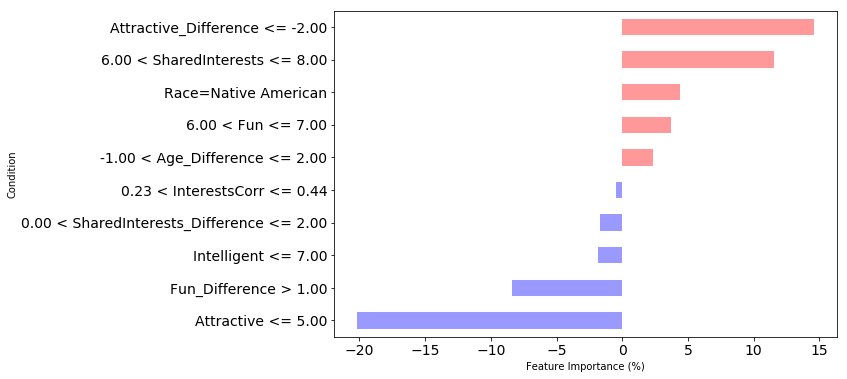 Attractive_Difference <= -2.00
6.00 < SharedInterests <= 8.00
Race=Native American
6.00 < Fun <= 7.00
-1.00 < Age_Difference <= 2.00
0.23 < InterestsCorr <= 0.44
0.00 < SharedInterests_Difference <= 2.00
Intelligent <= 7.00
Fun_Difference > 1.00
Attractive <= 5.00
Condition
−20 −15 −10 −5 0 5 10 15
Feature Importance (%)